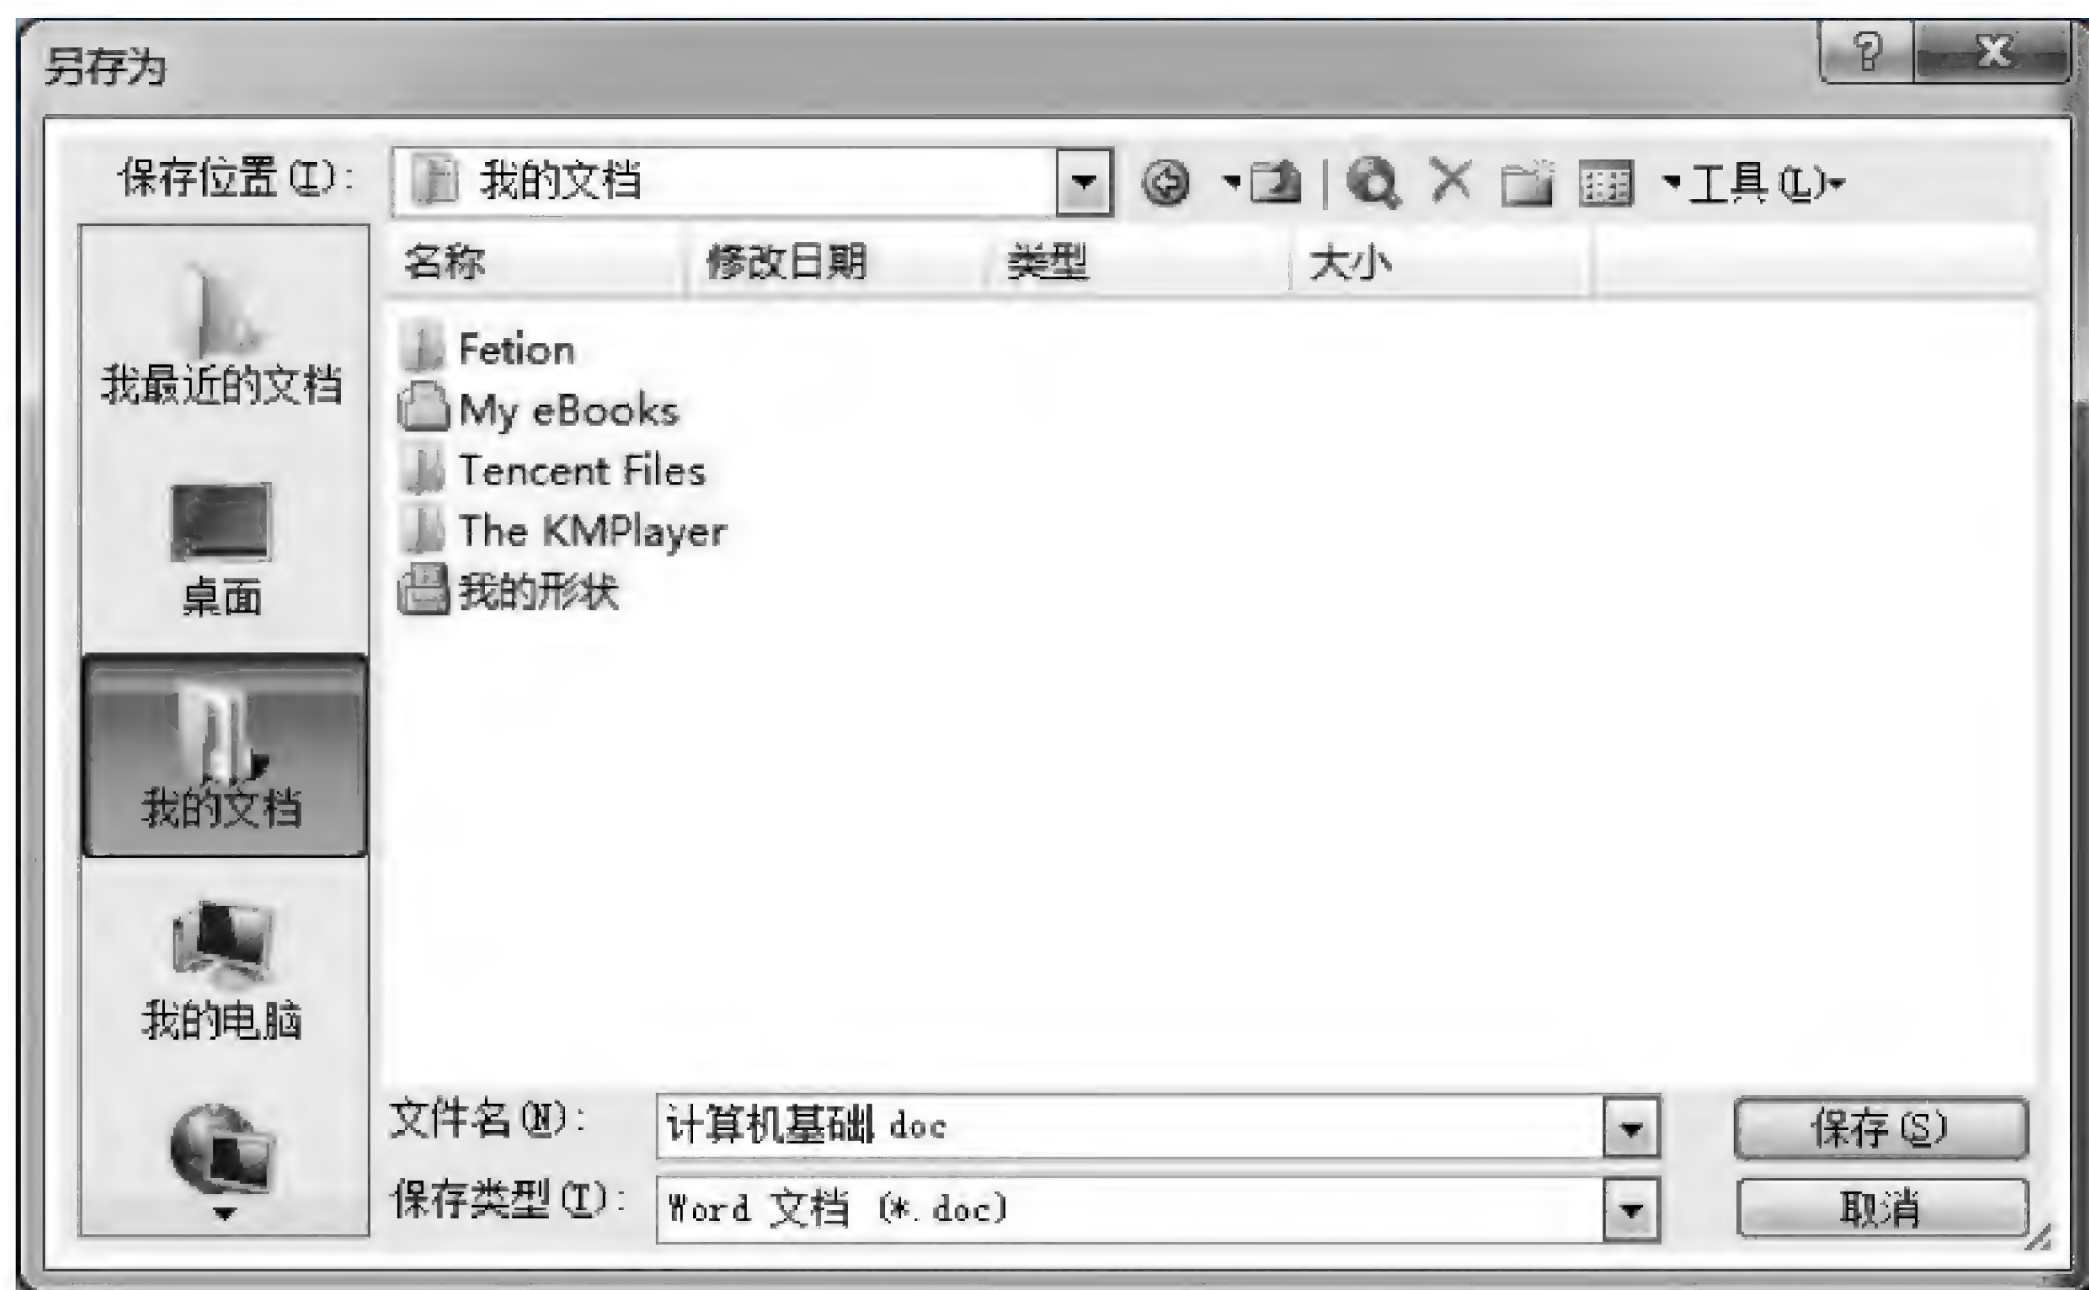 另存为
保存位置(I): 我的文档 工具(L)
名称 修改日期 类型 大小
我最近的文档
桌面
我的文档
我的电脑
Fetion
My eBooks
Tencent Files
The KMPlayer
我的形状
文件名(N): 计算机基础.doc 保存(S)
保存类型(T): Word 文档 (*.doc) 取消